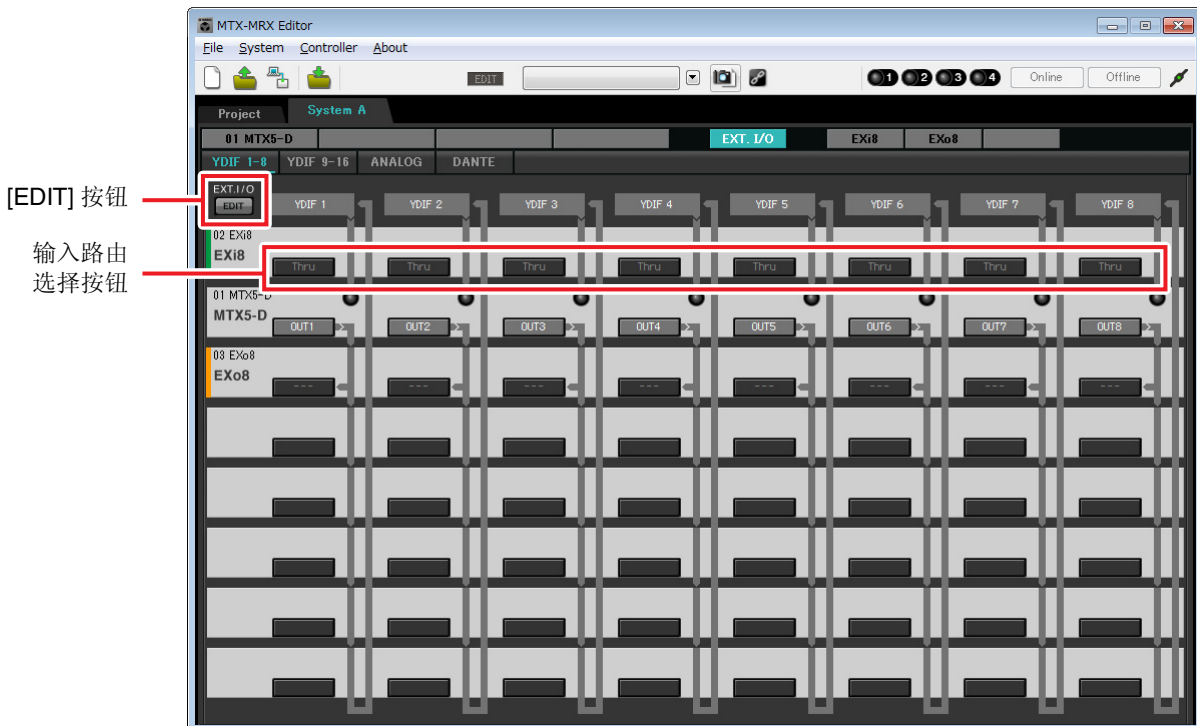 MTX-MRX Editor
File System Controller About
EDIT 1 2 3 4 Online Offline
Project System A
01 MTX5-D EXT. I/O EXi8 EXo8
YDIF 1-8 YDIF 9-16 ANALOG DANTE
[EDIT] 按钮
EXT.I/O
EDIT YDIF 1 YDIF 2 YDIF 3 YDIF 4 YDIF 5 YDIF 6 YDIF 7 YDIF 8
02 EXi8
EXi8
输入路由
选择按钮
Thru Thru Thru Thru Thru Thru Thru Thru
01 MTX5-D
MTX5-D
OUT1 OUT2 OUT3 OUT4 OUT5 OUT6 OUT7 OUT8
03 EXo8
EXo8
--- --- --- --- --- --- --- ---